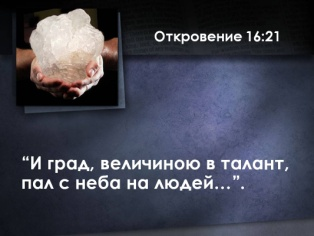 Откровение 16:21
“И град, величиною в талант,
пал с неба на людей…”.